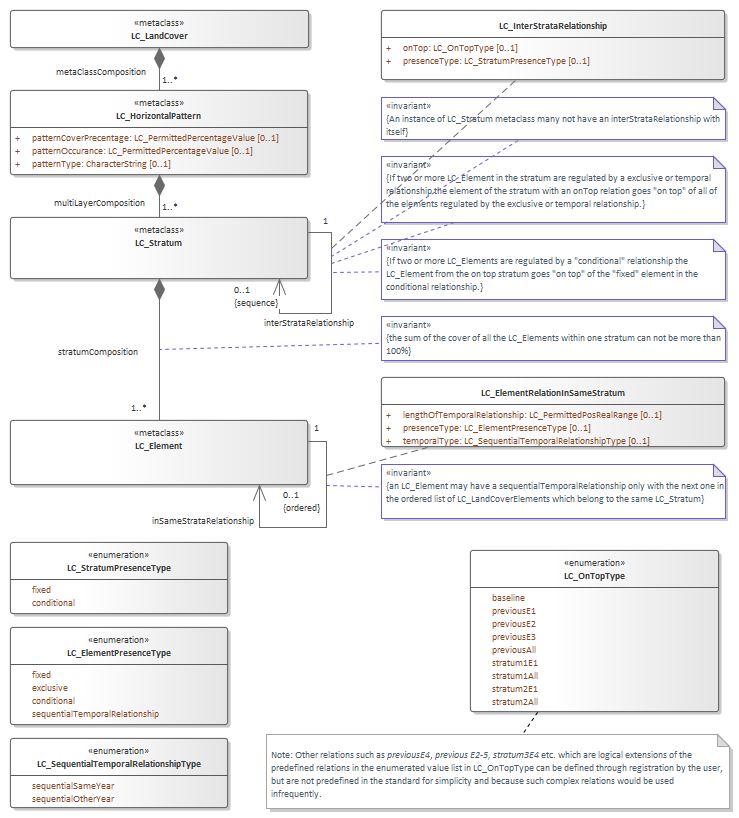 «metaclass»
LC_LandCover
metaClassComposition
1..*
«metaclass»
LC_HorizontalPattern
+ patternCoverPrecentage: LC_PermittedPercentageValue [0..1]
+ patternOccurance: LC_PermittedPercentageValue [0..1]
+ patternType: CharacterString [0..1]
multiLayerComposition
1..*
«metaclass»
LC_Stratum
1
0..1
{sequence}
interStrataRelationship
stratumComposition
1..*
«metaclass»
LC_Element
1
0..1
{ordered}
inSameStrataRelationship
LC_InterStrataRelationship
+ onTop: LC_OnTopType [0..1]
+ presenceType: LC_StratumPresenceType [0..1]
«invariant»
{An instance of LC_Stratum metaclass many not have an interStrataRelationship with
itself}
«invariant»
{If two or more LC_Element in the stratum are regulated by a exclusive or temporal
relationship,the element of the stratum with an onTop relation goes "on top" of all of
the elements regulated by the exclusive or temporal relationship.}
«invariant»
{If two or more LC_Elements are regulated by a "conditional" relationship the
LC_Element from the on top stratum goes "on top" of the "fixed" element in the
conditional relationship.}
«invariant»
{the sum of the cover of all the LC_Elements within one stratum can not be more than
100%}
LC_ElementRelationInSameStratum
+ lengthOfTemporalRelationship: LC_PermittedPosRealRange [0..1]
+ presenceType: LC_ElementPresenceType [0..1]
+ temporalType: LC_SequentialTemporalRelationshipType [0..1]
«invariant»
{an LC_Element may have a sequentialTemporalRelationship only with the next one in
the ordered list of LC_LandCoverElements which belong to the same LC_Stratum}
«enumeration»
LC_StratumPresenceType
fixed
conditional
«enumeration»
LC_ElementPresenceType
fixed
exclusive
conditional
sequentialTemporalRelationship
«enumeration»
LC_SequentialTemporalRelationshipType
sequentialSameYear
sequentialOtherYear
«enumeration»
LC_OnTopType
baseline
previousE1
previousE2
previousE3
previousAll
stratum1E1
stratum1All
stratum2E1
stratum2All
Note: Other relations such as previousE4, previous E2-5, stratum3E4 etc. which are logical extensions of the
predefined relations in the enumerated value list in LC_OnTopType can be defined through registration by the user,
but are not predefined in the standard for simplicity and because such complex relations would be used
infrequently.